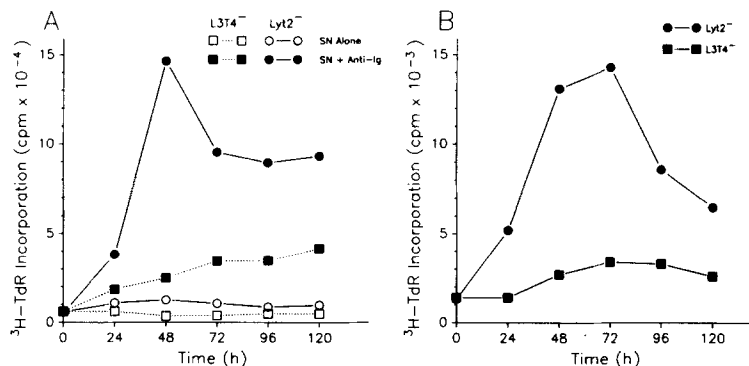 A
L3T4⁻ Lyt2⁻
SN Alone
SN + Anti-Ig
³H-TdR Incorporation (cpm x 10⁻⁴)
15
10
5
0
0 24 48 72 96 120
Time (h)
B
Lyt2⁻
L3T4⁻
³H-TdR Incorporation (cpm x 10⁻³)
15
10
5
0
0 24 48 72 96 120
Time (h)